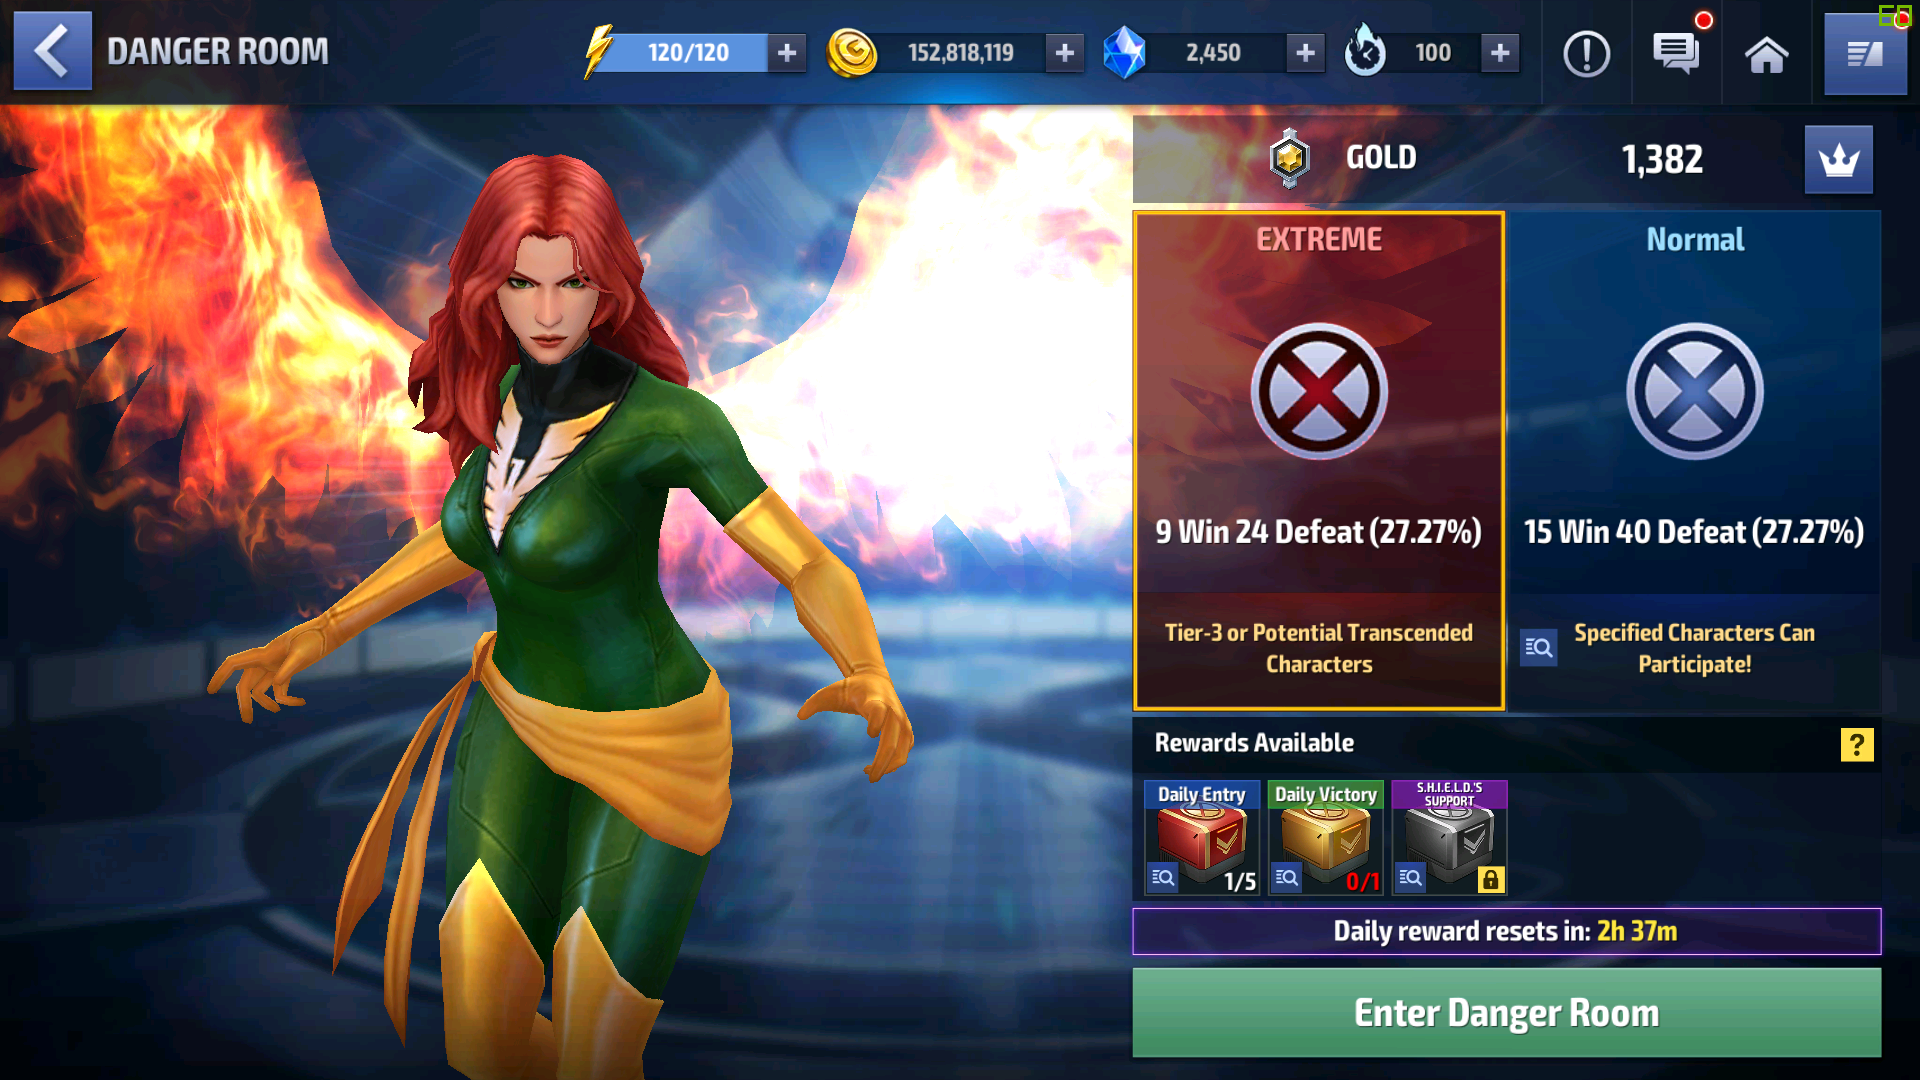 DANGER ROOM
120/120
152,818,119
2,450
100
60
GOLD
1,382
EXTREME
Normal
9 Win 24 Defeat (27.27%)
15 Win 40 Defeat (27.27%)
Tier-3 or Potential Transcended
Characters
Specified Characters Can
Participate!
Rewards Available
?
Daily Entry
Daily Victory
S.H.I.E.L.D.'S
SUPPORT
1/5
0/1
Daily reward resets in: 2h 37m
Enter Danger Room